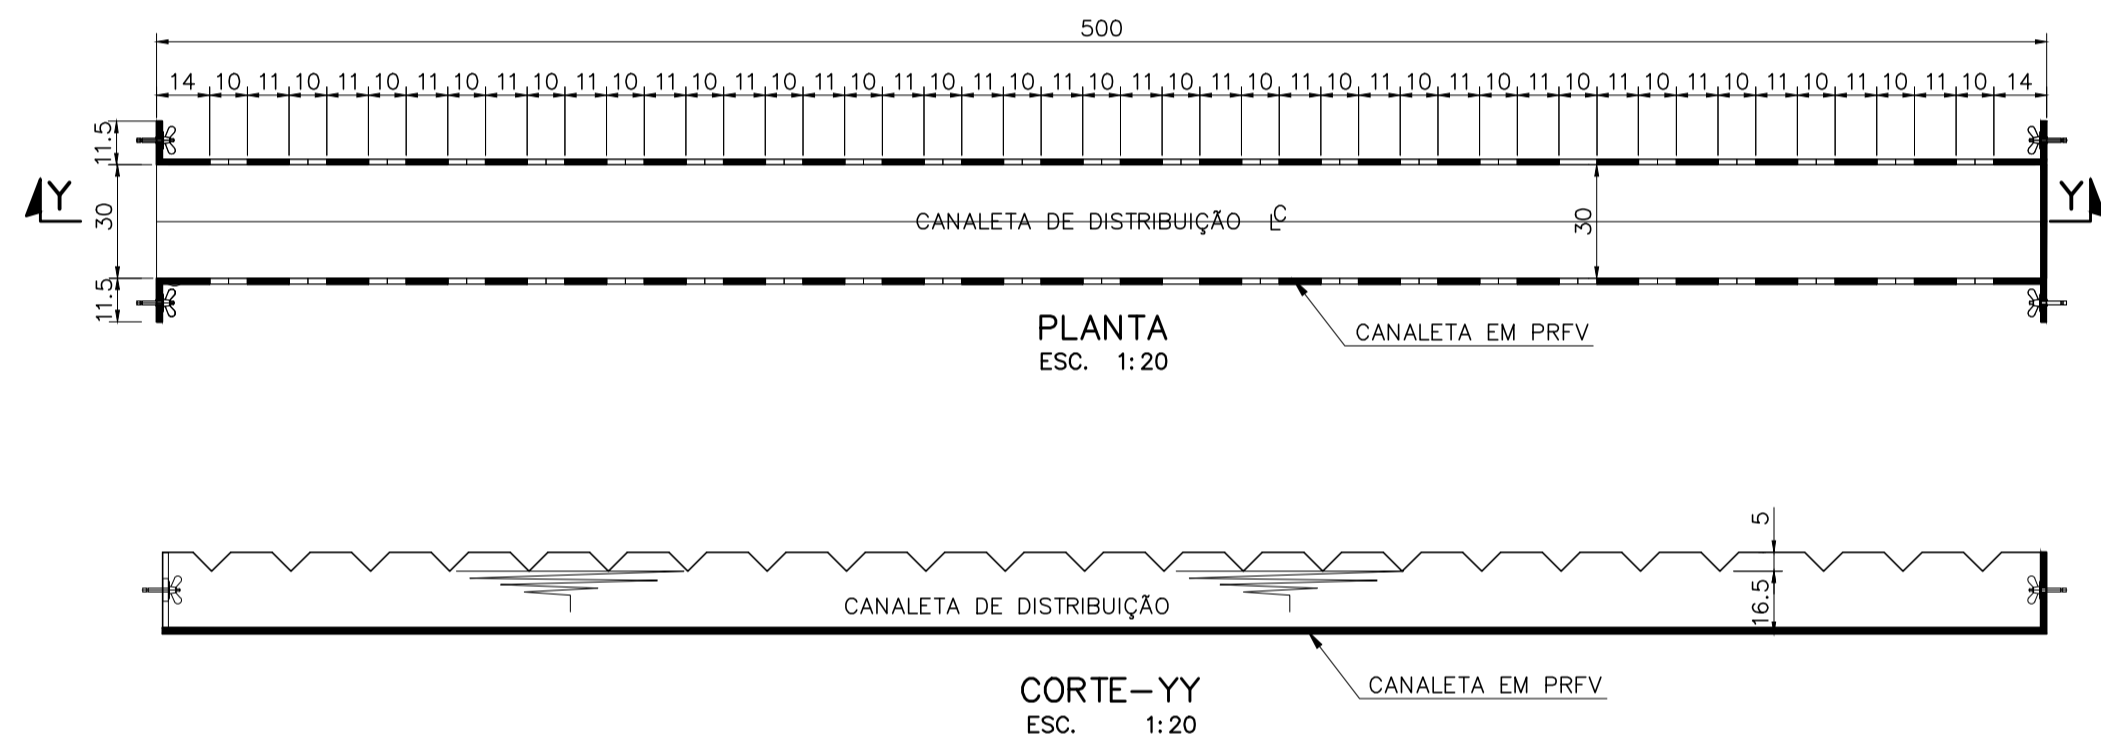 500
14 10 11 10 11 10 11 10 11 10 11 10 11 10 11 10 11 10 11 10 11 10 11 10 11 10 11 10 11 10 11 10 11 10 11 10 11 10 11 10 11 10 11 10 11 10 14
11.5
Y 30 CANALETA DE DISTRIBUIÇÃO CL 30 Y
11.5
PLANTA
ESC. 1:20
CANALETA EM PRFV
5
16.5
CANALETA DE DISTRIBUIÇÃO
CORTE-YY
ESC. 1:20
CANALETA EM PRFV